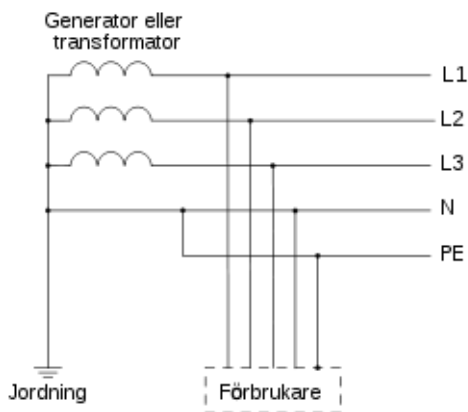 Generator eller
transformator
L1
L2
L3
N
PE
Jordning
Förbrukare